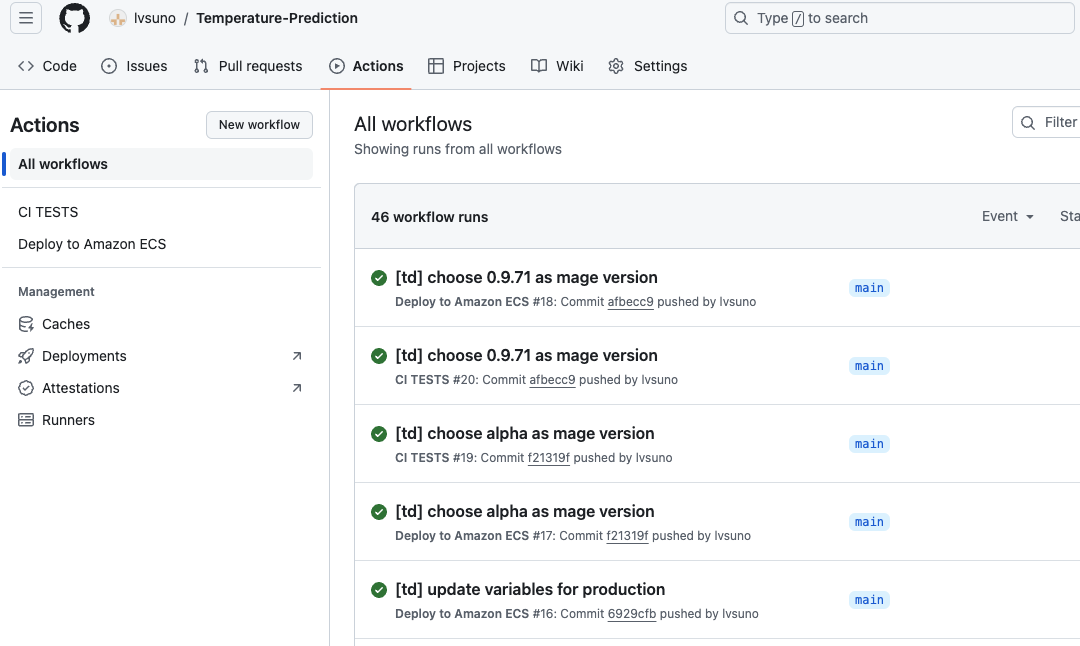 lvsuno / Temperature-Prediction
Type / to search
Code Issues Pull requests Actions Projects Wiki Settings
Actions
New workflow
All workflows
CI TESTS
Deploy to Amazon ECS
Management
Caches
Deployments
Attestations
Runners
All workflows
Filter
Showing runs from all workflows
46 workflow runs
Event
Sta
[td] choose 0.9.71 as mage version
main
Deploy to Amazon ECS #18: Commit afbecc9 pushed by lvsuno
[td] choose 0.9.71 as mage version
main
CI TESTS #20: Commit afbecc9 pushed by lvsuno
[td] choose alpha as mage version
main
CI TESTS #19: Commit f21319f pushed by lvsuno
[td] choose alpha as mage version
main
Deploy to Amazon ECS #17: Commit f21319f pushed by lvsuno
[td] update variables for production
main
Deploy to Amazon ECS #16: Commit 6929cfb pushed by lvsuno